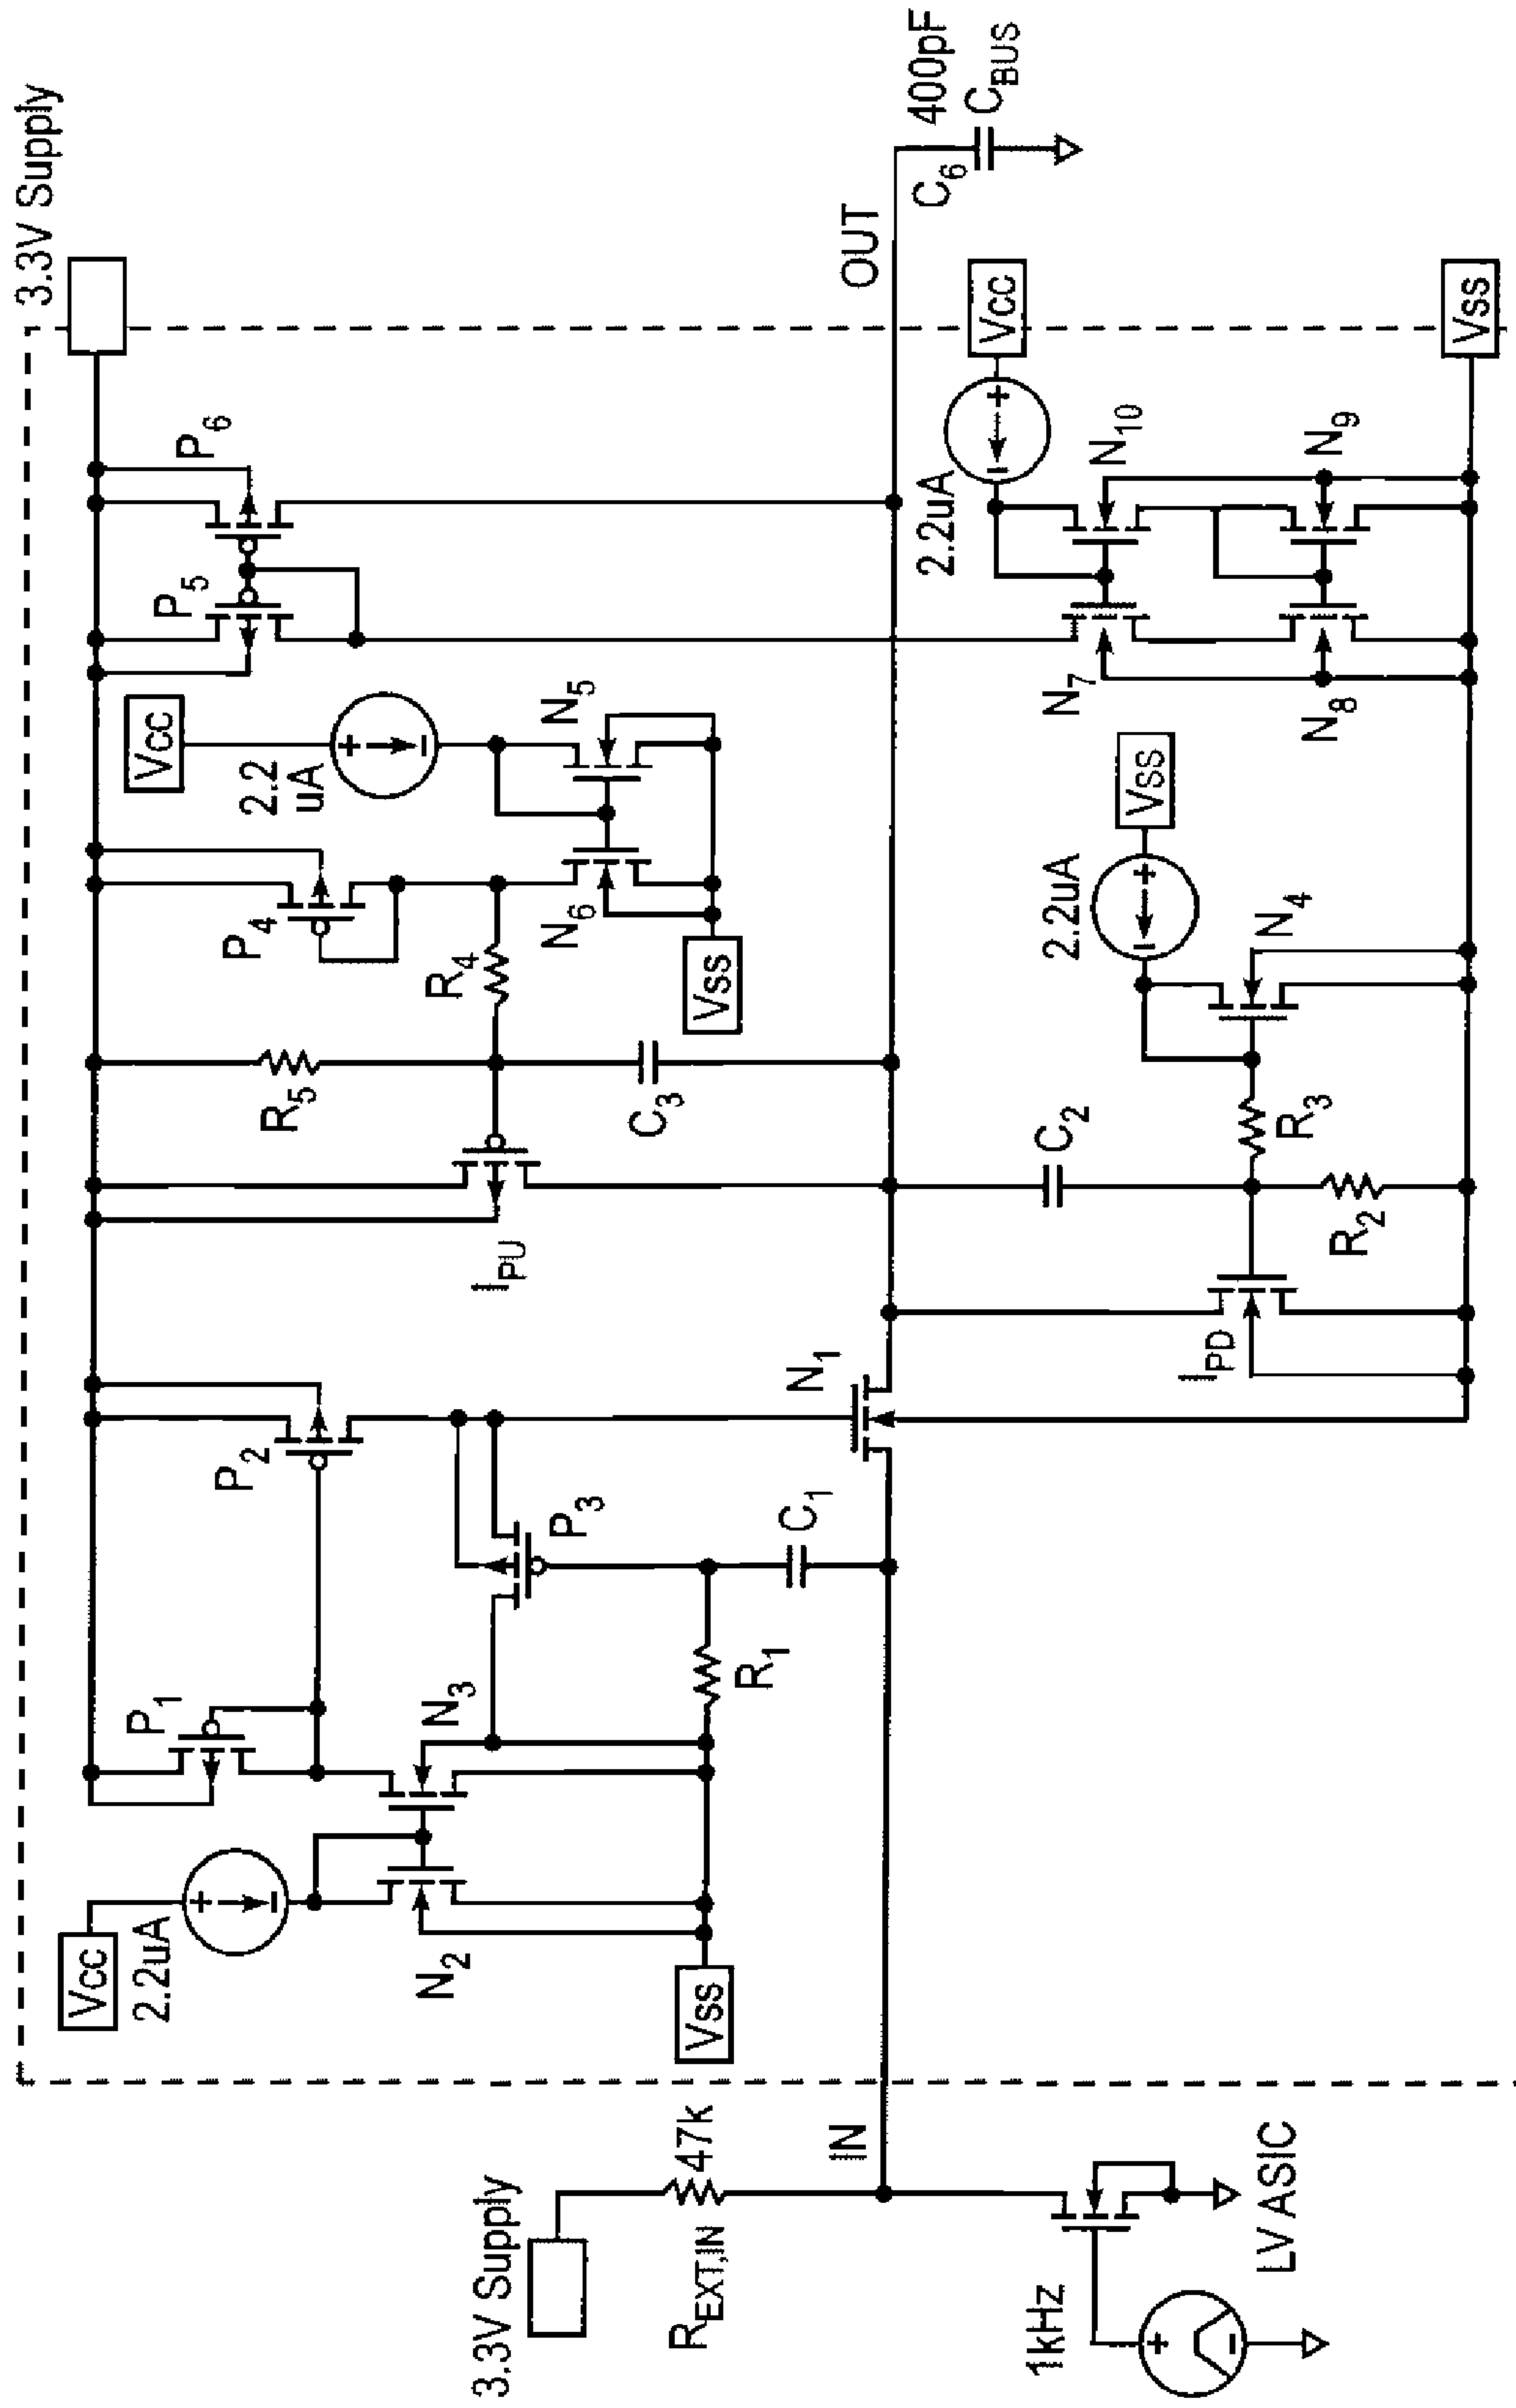 3.3V Supply
P6
P5
Vcc
2.2
uA
N5
P4
N6
R4
Vss
R5
C3
IPU
P2
P3
P1
N3
R1
C1
Vcc
2.2uA
N2
Vss
N1
OUT
400pF
C6
CBUS
Vcc
2.2uA
N10
N9
N7
N8
Vss
Vss
2.2uA
N4
C2
R3
R2
IPD
3.3V Supply
REXT,IN
47k
IN
1kHz
LV ASIC